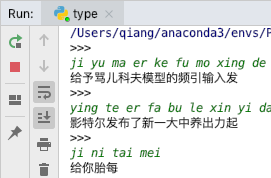 Run: type ×
/Users/qiang/anaconda3/envs/P
>>>
ji yu ma er ke fu mo xing de
给予骂儿科夫模型的频引输入发
>>>
ying te er fa bu le xin yi da
影特尔发布了新一大中养出力起
>>>
ji ni tai mei
给你胎每